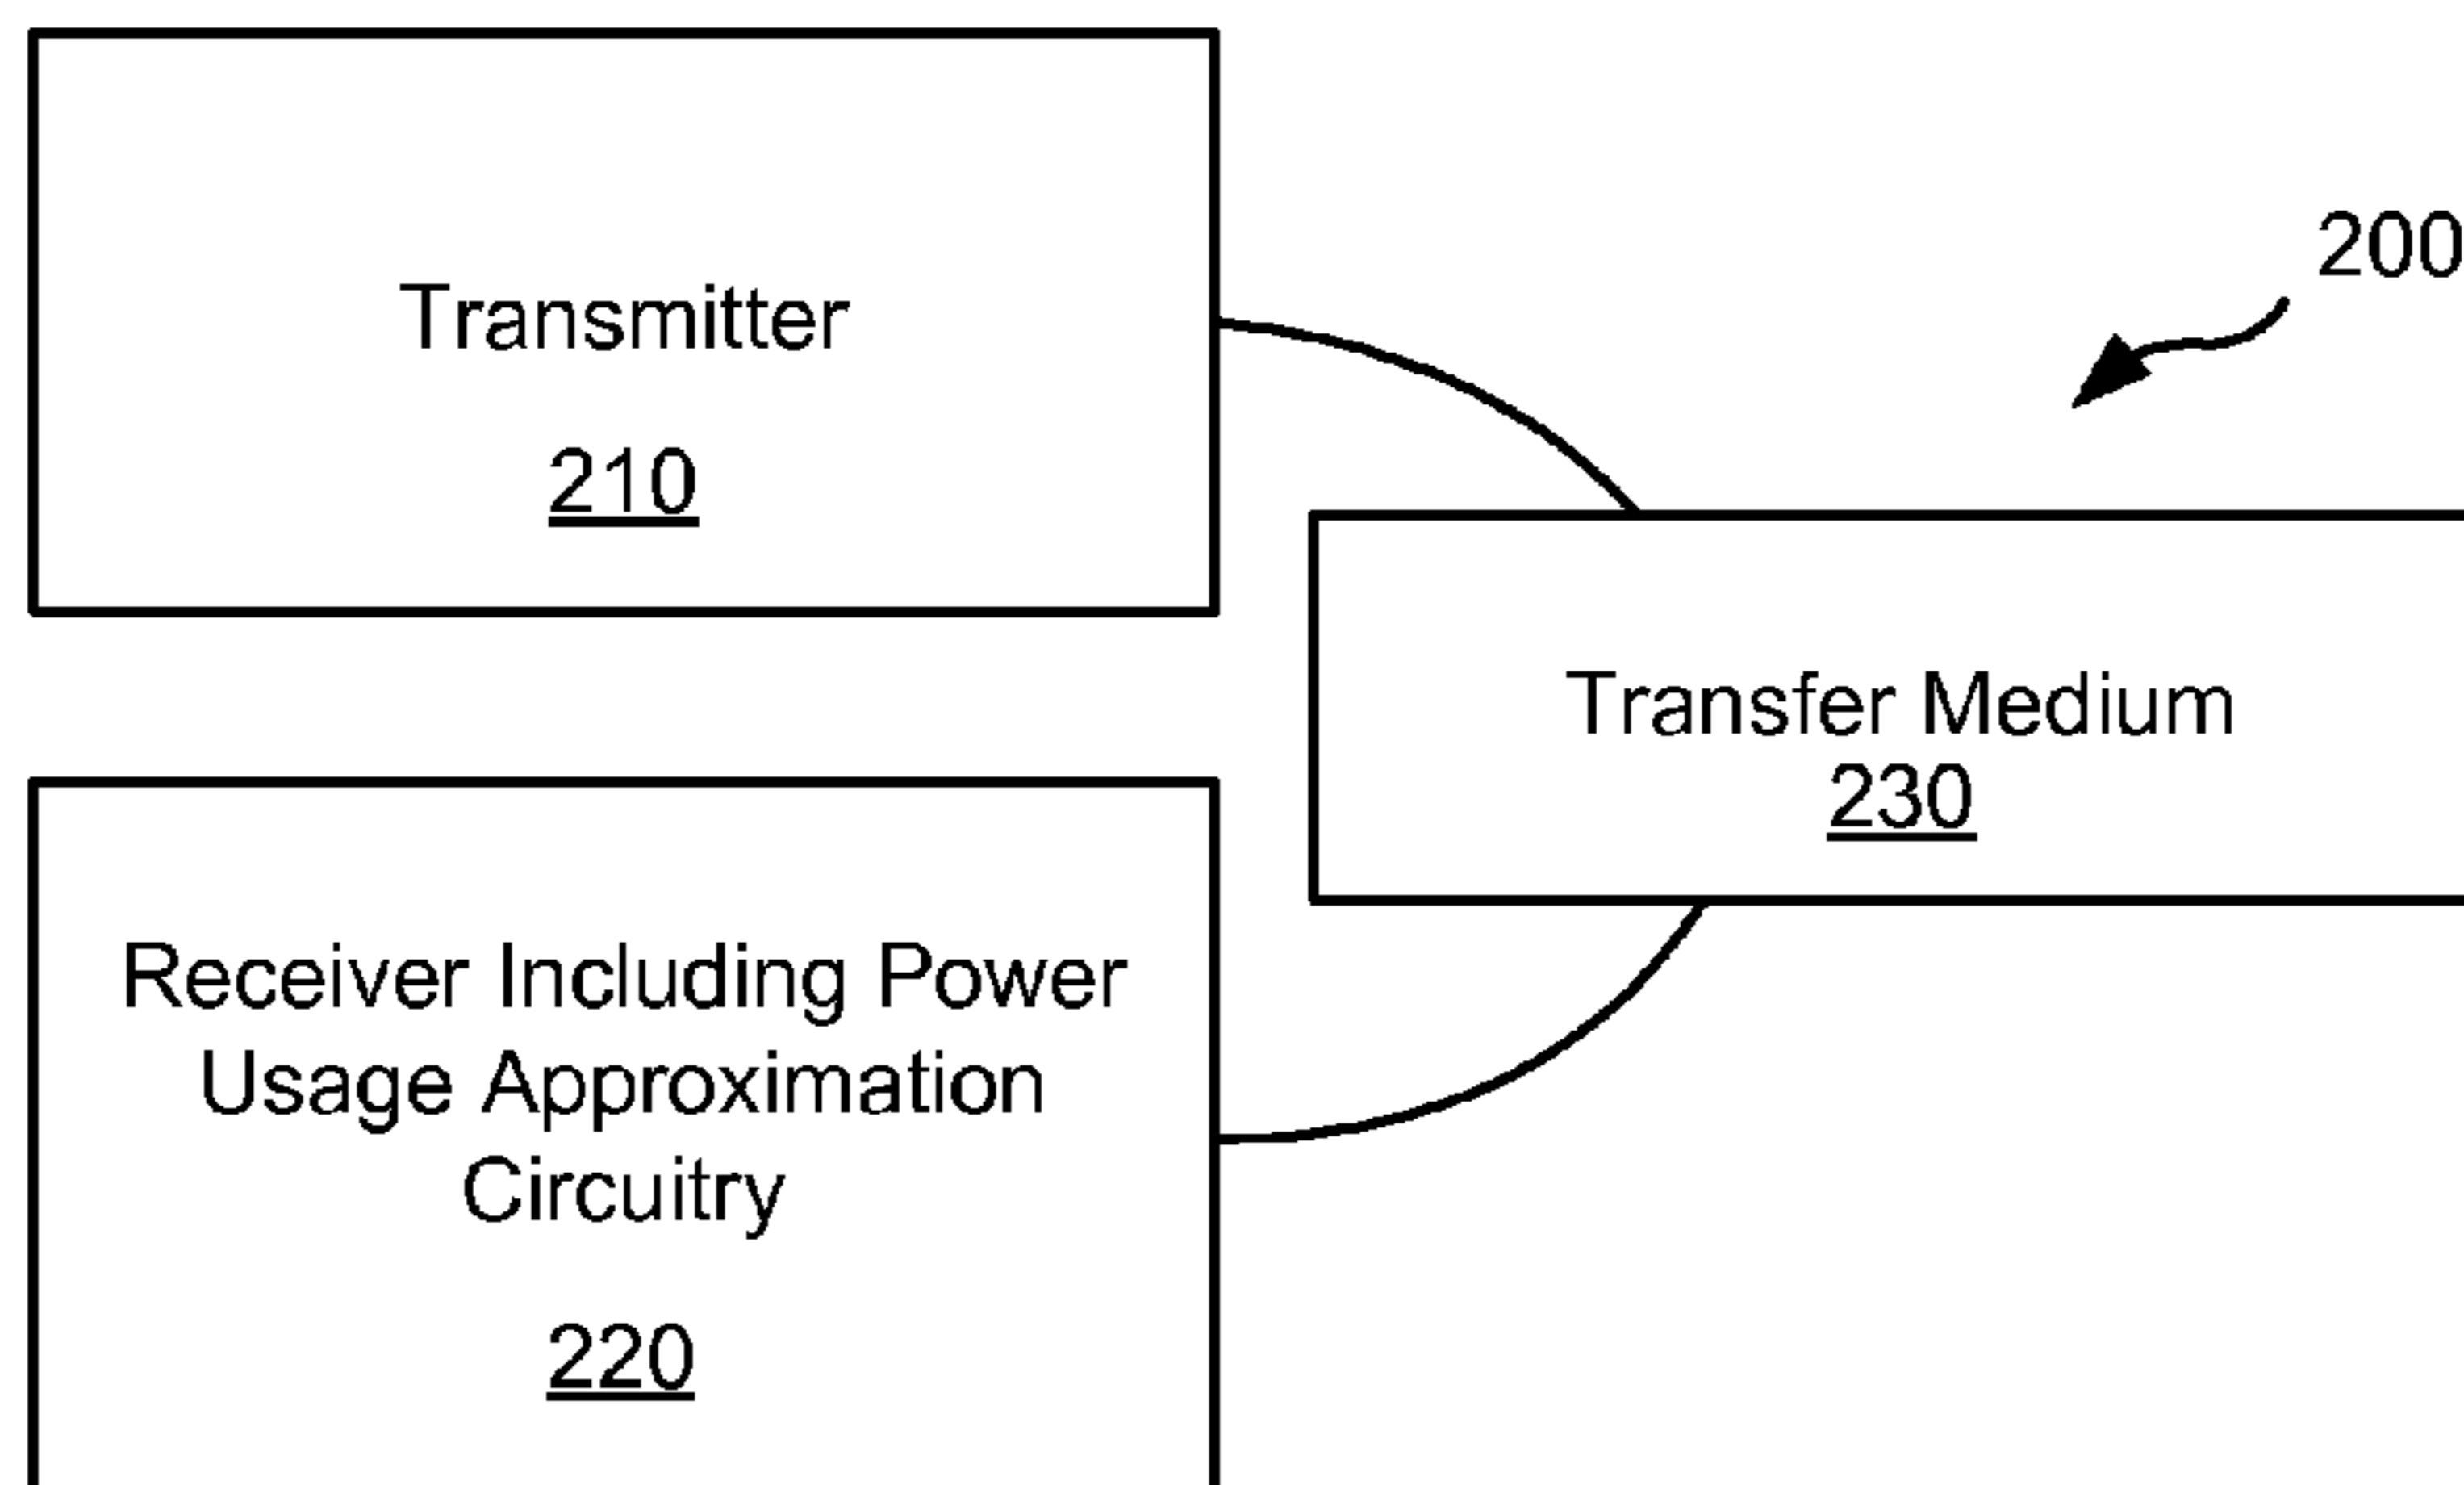 Transmitter
210
200
Transfer Medium
230
Receiver Including Power
Usage Approximation
Circuitry
220